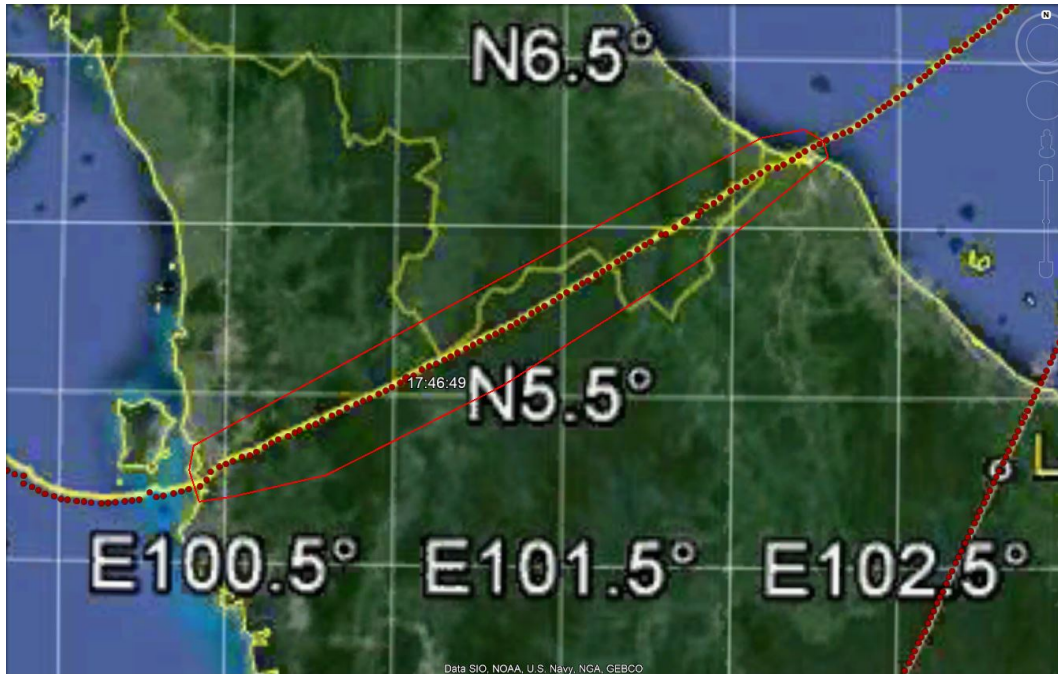 N
N6.5°
17:46:49
N5.5°
L
E100.5°
E101.5°
E102.5°
Data SIO, NOAA, U.S. Navy, NGA, GEBCO